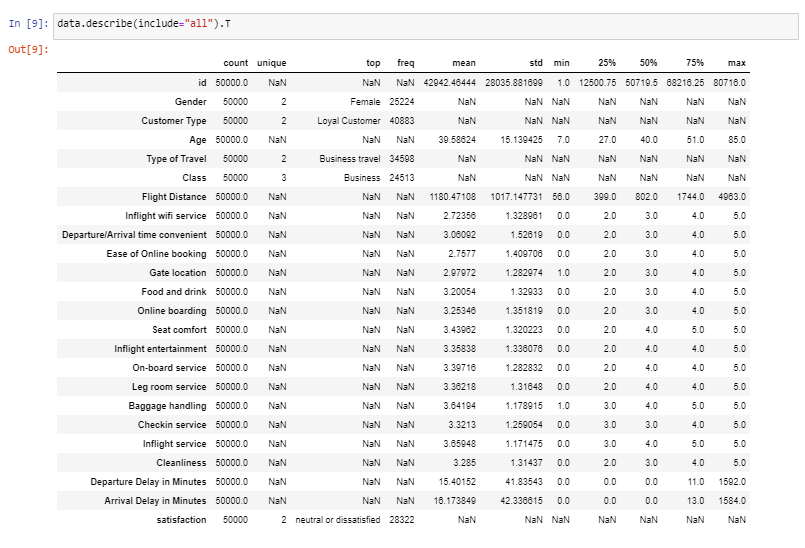 In [9]: data.describe(include="all").T
Out[9]:
count unique top freq mean std min 25% 50% 75% max
id 50000.0 NaN NaN NaN 42942.46444 28035.881699 1.0 12500.75 50719.5 68216.25 80716.0
Gender 50000 2 Female 25224 NaN NaN NaN NaN NaN NaN NaN
Customer Type 50000 2 Loyal Customer 40883 NaN NaN NaN NaN NaN NaN NaN
Age 50000.0 NaN NaN NaN 39.58624 15.139425 7.0 27.0 40.0 51.0 85.0
Type of Travel 50000 2 Business travel 34598 NaN NaN NaN NaN NaN NaN NaN
Class 50000 3 Business 24513 NaN NaN NaN NaN NaN NaN NaN
Flight Distance 50000.0 NaN NaN NaN 1180.47108 1017.147731 56.0 399.0 802.0 1744.0 4963.0
Inflight wifi service 50000.0 NaN NaN NaN 2.72356 1.328961 0.0 2.0 3.0 4.0 5.0
Departure/Arrival time convenient 50000.0 NaN NaN NaN 3.06092 1.52619 0.0 2.0 3.0 4.0 5.0
Ease of Online booking 50000.0 NaN NaN NaN 2.7577 1.409706 0.0 2.0 3.0 4.0 5.0
Gate location 50000.0 NaN NaN NaN 2.97972 1.282974 1.0 2.0 3.0 4.0 5.0
Food and drink 50000.0 NaN NaN NaN 3.20054 1.32933 0.0 2.0 3.0 4.0 5.0
Online boarding 50000.0 NaN NaN NaN 3.25346 1.351819 0.0 2.0 3.0 4.0 5.0
Seat comfort 50000.0 NaN NaN NaN 3.43962 1.320223 0.0 2.0 4.0 5.0 5.0
Inflight entertainment 50000.0 NaN NaN NaN 3.35838 1.336076 0.0 2.0 4.0 4.0 5.0
On-board service 50000.0 NaN NaN NaN 3.39716 1.282832 0.0 2.0 4.0 4.0 5.0
Leg room service 50000.0 NaN NaN NaN 3.36218 1.31648 0.0 2.0 4.0 4.0 5.0
Baggage handling 50000.0 NaN NaN NaN 3.64194 1.178915 1.0 3.0 4.0 5.0 5.0
Checkin service 50000.0 NaN NaN NaN 3.3213 1.259054 0.0 3.0 3.0 4.0 5.0
Inflight service 50000.0 NaN NaN NaN 3.65948 1.171475 0.0 3.0 4.0 5.0 5.0
Cleanliness 50000.0 NaN NaN NaN 3.285 1.31437 0.0 2.0 3.0 4.0 5.0
Departure Delay in Minutes 50000.0 NaN NaN NaN 15.40152 41.83543 0.0 0.0 0.0 11.0 1592.0
Arrival Delay in Minutes 50000.0 NaN NaN NaN 16.173849 42.336615 0.0 0.0 0.0 13.0 1584.0
satisfaction 50000 2 neutral or dissatisfied 28322 NaN NaN NaN NaN NaN NaN NaN